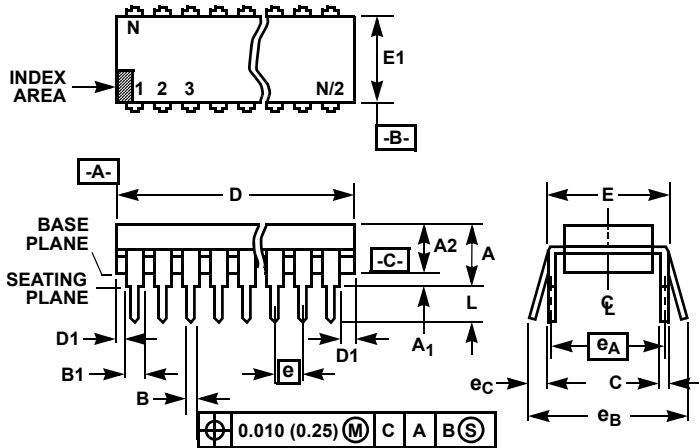 N
E1
INDEX
AREA
1 2 3 N/2
-B-
-A-
D
E
BASE
PLANE
A2
A
-C-
SEATING
PLANE
L
℄
D1
A1
D1
eA
B1
e
eC
C
B
eB
⌖ 0.010 (0.25) Ⓜ C A B Ⓢ